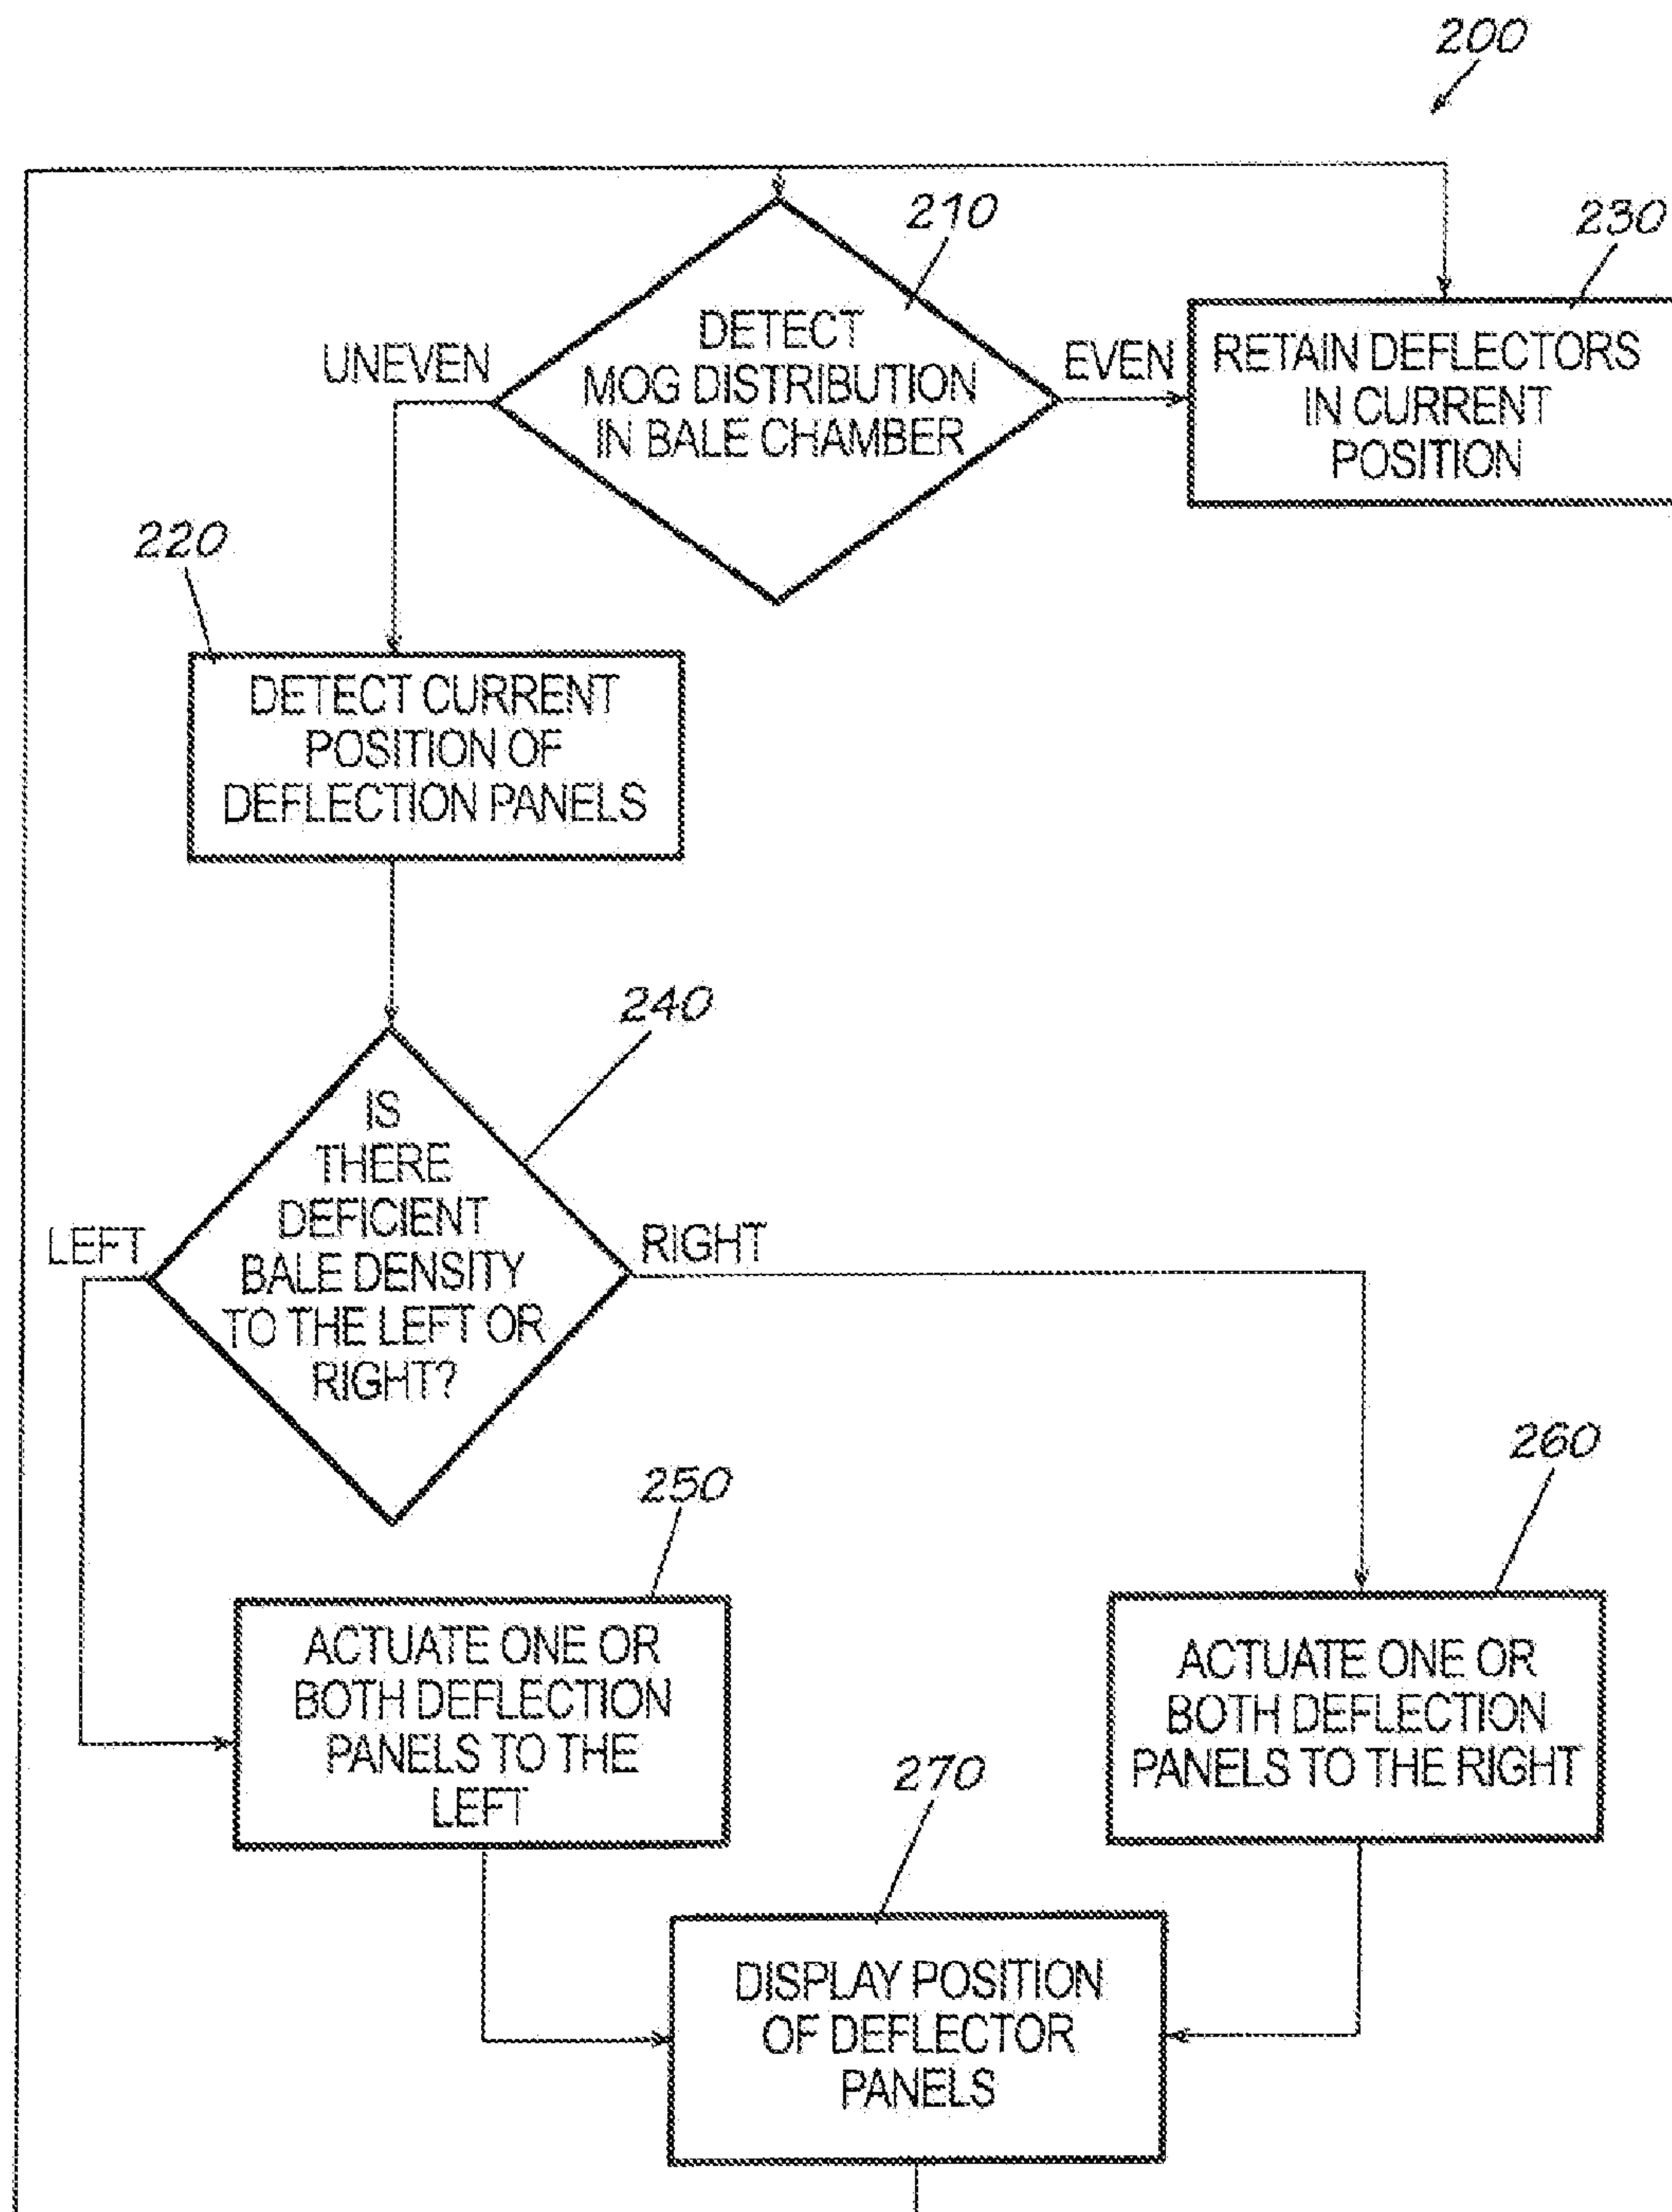 200
210
230
UNEVEN
DETECT
MOG DISTRIBUTION
IN BALE CHAMBER
EVEN
RETAIN DEFLECTORS
IN CURRENT
POSITION
220
DETECT CURRENT
POSITION OF
DEFLECTION PANELS
240
IS
THERE
DEFICIENT
BALE DENSITY
TO THE LEFT OR
RIGHT?
LEFT
RIGHT
250
260
ACTUATE ONE OR
BOTH DEFLECTION
PANELS TO THE
LEFT
ACTUATE ONE OR
BOTH DEFLECTION
PANELS TO THE RIGHT
270
DISPLAY POSITION
OF DEFLECTOR
PANELS